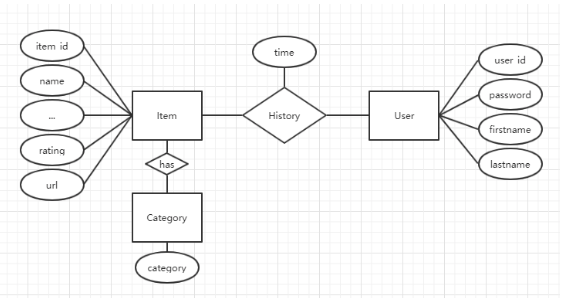 item id
name
...
rating
url
Item
has
Category
category
time
History
User
user id
password
firstname
lastname